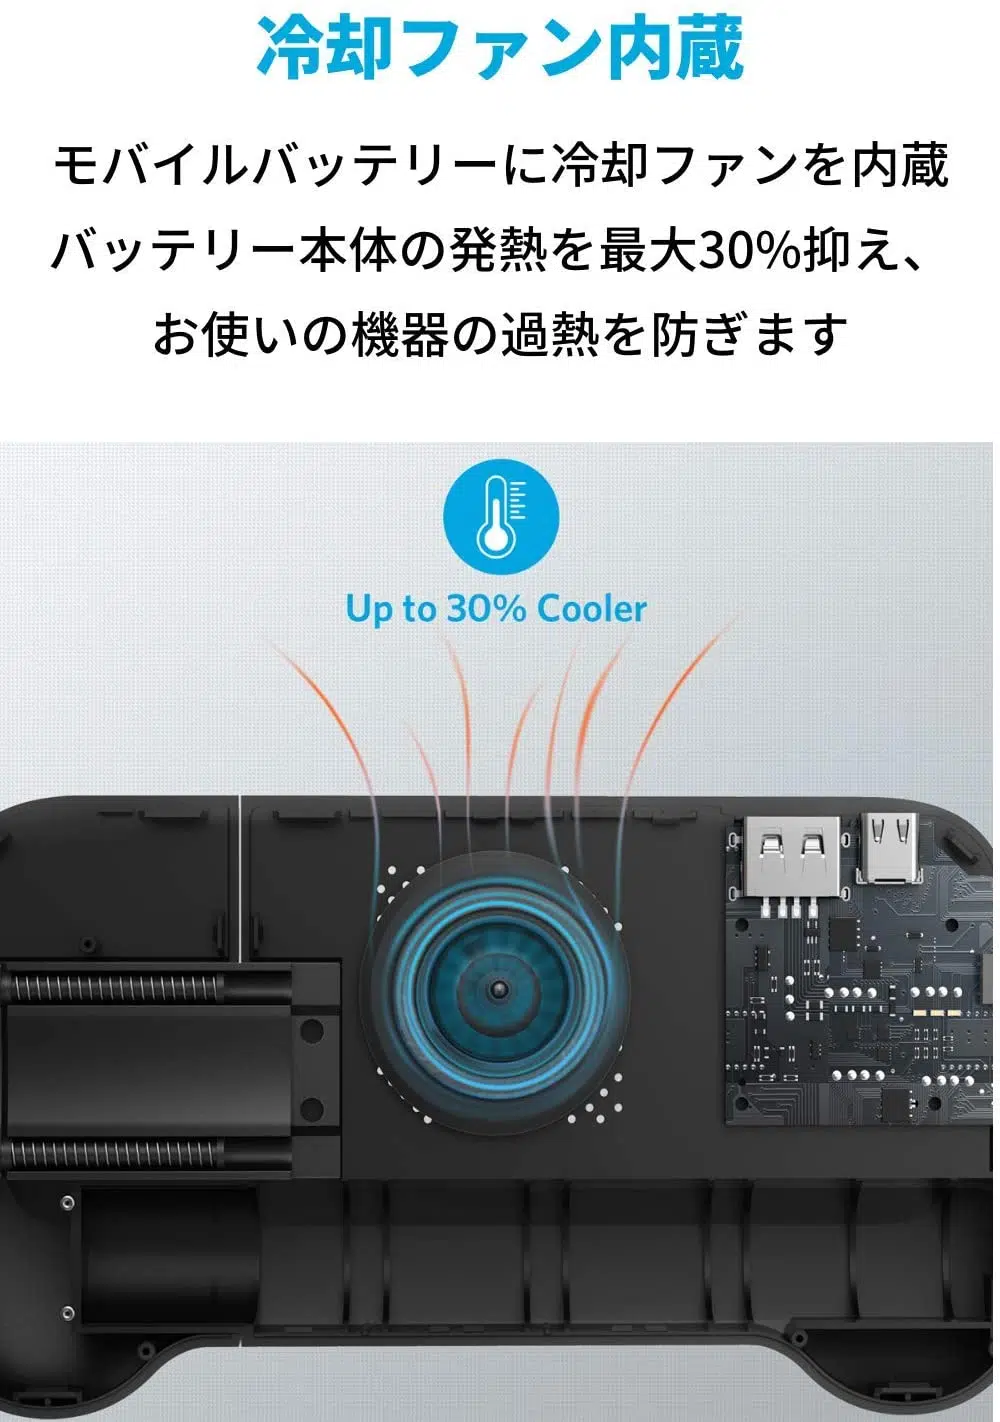 冷却ファン内蔵
モバイルバッテリーに冷却ファンを内蔵
バッテリー本体の発熱を最大30%抑え、
お使いの機器の過熱を防ぎます
Up to 30% Cooler